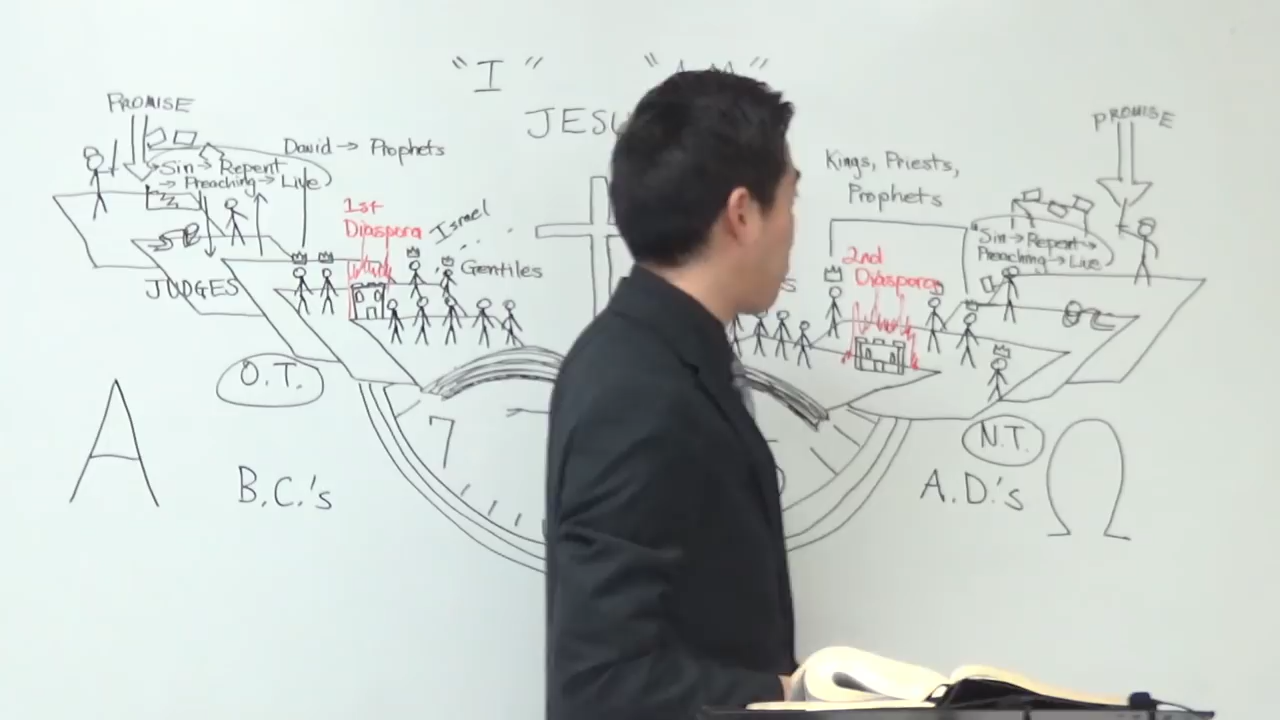 "I"
PROMISE
JESU
PROMISE
David → Prophets
Sin → Repent
→ Preaching → Live
1st
Diaspora
Israel
Gentiles
JUDGES
Kings, Priests,
Prophets
2nd
Diaspora
Sin → Repent →
Preaching → Live
O.T.
N.T.
A
7
Ω
B.C.'s
A.D.'s